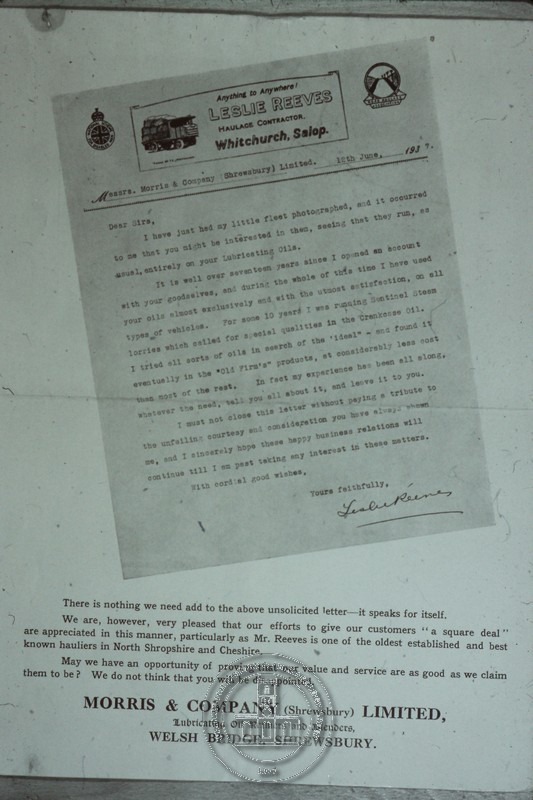 Anything to Anywhere!
LESLIE REEVES
HAULAGE CONTRACTOR.
Whitchurch, Salop.
Messrs. Morris & Company (Shrewsbury) Limited. 18th June, 1937.
Dear Sirs,
I have just had my little fleet photographed, and it occurred
to me that you might be interested in them, seeing that they run, as
usual, entirely on your Lubricating Oils.
It is well over seventeen years since I opened an account
with your goodselves, and during the whole of this time I have used
your oils almost exclusively and with the utmost satisfaction, on all
types of vehicles. For some 10 years I was running Sentinel Steam
lorries which called for special qualities in the Crankcase Oil.
I tried all sorts of oils in search of the "ideal" - and found it
eventually in the "Old Firm's" products, at considerably less cost
than most of the rest. In fact my experience has been all along,
whatever the need, tell you all about it, and leave it to you.
I must not close this letter without paying a tribute to
the unfailing courtesy and consideration you have always shewn
me, and I sincerely hope these happy business relations will
continue till I am past taking any interest in these matters.
With cordial good wishes,
Yours faithfully,
Leslie Reeves
There is nothing we need add to the above unsolicited letter—it speaks for itself.
We are, however, very pleased that our efforts to give our customers "a square deal"
are appreciated in this manner, particularly as Mr. Reeves is one of the oldest established and best
known hauliers in North Shropshire and Cheshire.
May we have an opportunity of proving that our value and service are as good as we claim
them to be? We do not think that you will be disappointed.
MORRIS & COMPANY (Shrewsbury) LIMITED,
Lubricating Oil Refiners and Blenders,
WELSH BRIDGE, SHREWSBURY.